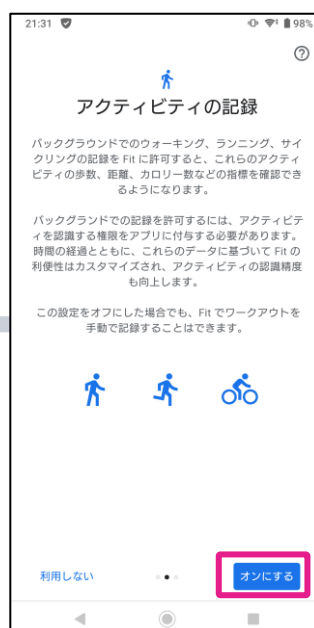 21:31
98%
アクティビティの記録
バックグラウンドでのウォーキング、ランニング、サイ
クリングの記録を Fit に許可すると、これらのアクティ
ビティの歩数、距離、カロリー数などの指標を確認でき
るようになります。
バックグランドでの記録を許可するには、アクティビテ
ィを認識する権限をアプリに付与する必要があります。
時間の経過とともに、これらのデータに基づいて Fit の
利便性はカスタマイズされ、アクティビティの認識精度
も向上します。
この設定をオフにした場合でも、Fit でワークアウトを
手動で記録することはできます。
利用しない
オンにする